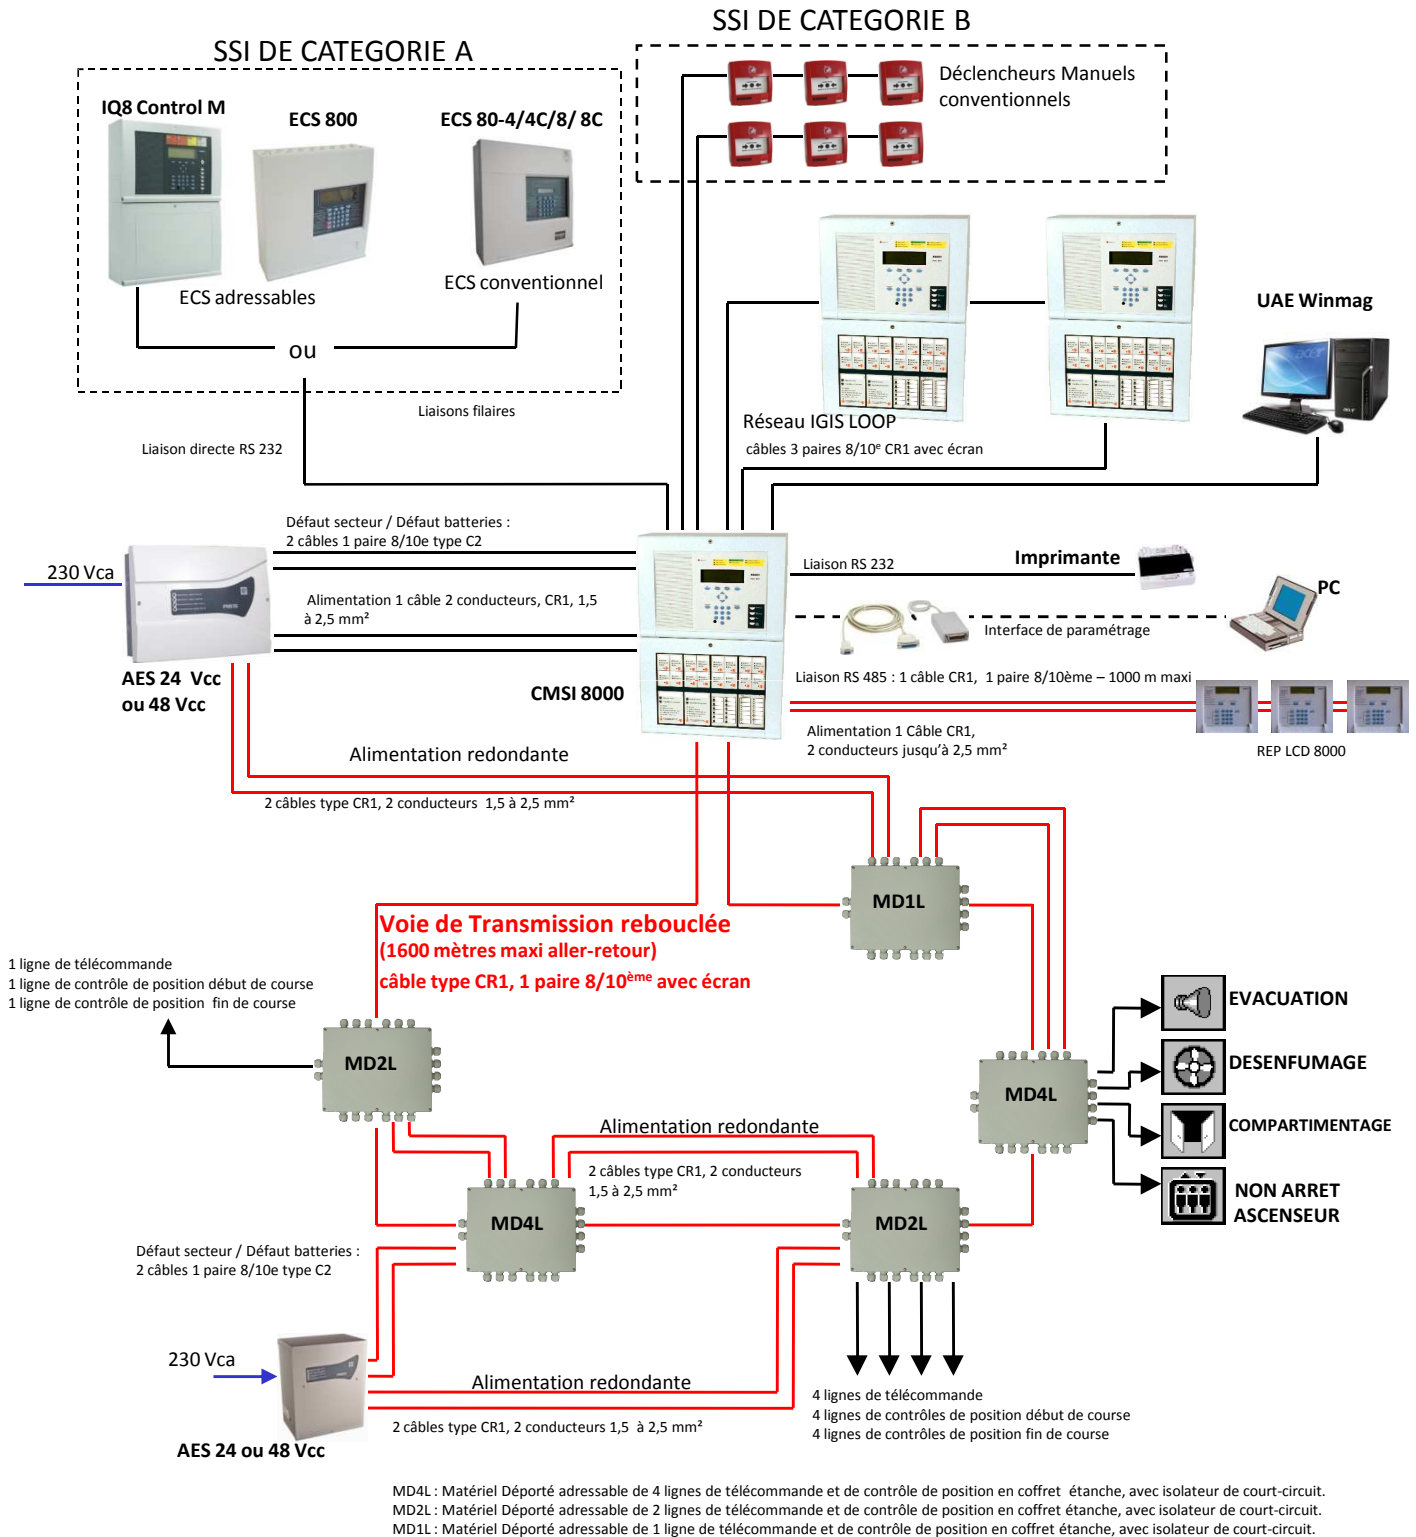 SSI DE CATEGORIE B
SSI DE CATEGORIE A
Déclencheurs Manuels
conventionnels
IQ8 Control M
ECS 800
ECS 80-4/4C/8/ 8C
ECS adressables
ECS conventionnel
ou
UAE Winmag
Réseau IGIS LOOP
câbles 3 paires 8/10e CR1 avec écran
Liaisons filaires
Liaison directe RS 232
Défaut secteur / Défaut batteries :
2 câbles 1 paire 8/10e type C2
230 Vca
Alimentation 1 câble 2 conducteurs, CR1, 1,5
à 2,5 mm²
AES 24 Vcc
ou 48 Vcc
CMSI 8000
Liaison RS 232
Imprimante
PC
Interface de paramétrage
Liaison RS 485 : 1 câble CR1, 1 paire 8/10ème – 1000 m maxi
Alimentation 1 Câble CR1,
2 conducteurs jusqu'à 2,5 mm²
REP LCD 8000
Alimentation redondante
2 câbles type CR1, 2 conducteurs 1,5 à 2,5 mm²
MD1L
Voie de Transmission rebouclée
(1600 mètres maxi aller-retour)
câble type CR1, 1 paire 8/10ème avec écran
1 ligne de télécommande
1 ligne de contrôle de position début de course
1 ligne de contrôle de position fin de course
EVACUATION
MD2L
DESENFUMAGE
MD4L
COMPARTIMENTAGE
Alimentation redondante
2 câbles type CR1, 2 conducteurs
1,5 à 2,5 mm²
NON ARRET
ASCENSEUR
MD4L
MD2L
Défaut secteur / Défaut batteries :
2 câbles 1 paire 8/10e type C2
230 Vca
Alimentation redondante
2 câbles type CR1, 2 conducteurs 1,5 à 2,5 mm²
AES 24 ou 48 Vcc
4 lignes de télécommande
4 lignes de contrôles de position début de course
4 lignes de contrôles de position fin de course
MD4L : Matériel Déporté adressable de 4 lignes de télécommande et de contrôle de position en coffret étanche, avec isolateur de court-circuit.
MD2L : Matériel Déporté adressable de 2 lignes de télécommande et de contrôle de position en coffret étanche, avec isolateur de court-circuit.
MD1L : Matériel Déporté adressable de 1 ligne de télécommande et de contrôle de position en coffret étanche, avec isolateur de court-circuit.